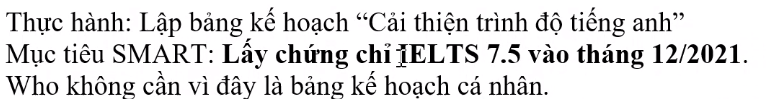 Thực hành: Lập bảng kế hoạch “Cải thiện trình độ tiếng anh”
Mục tiêu SMART: Lấy chứng chỉ IELTS 7.5 vào tháng 12/2021.
Who không cần vì đây là bảng kế hoạch cá nhân.